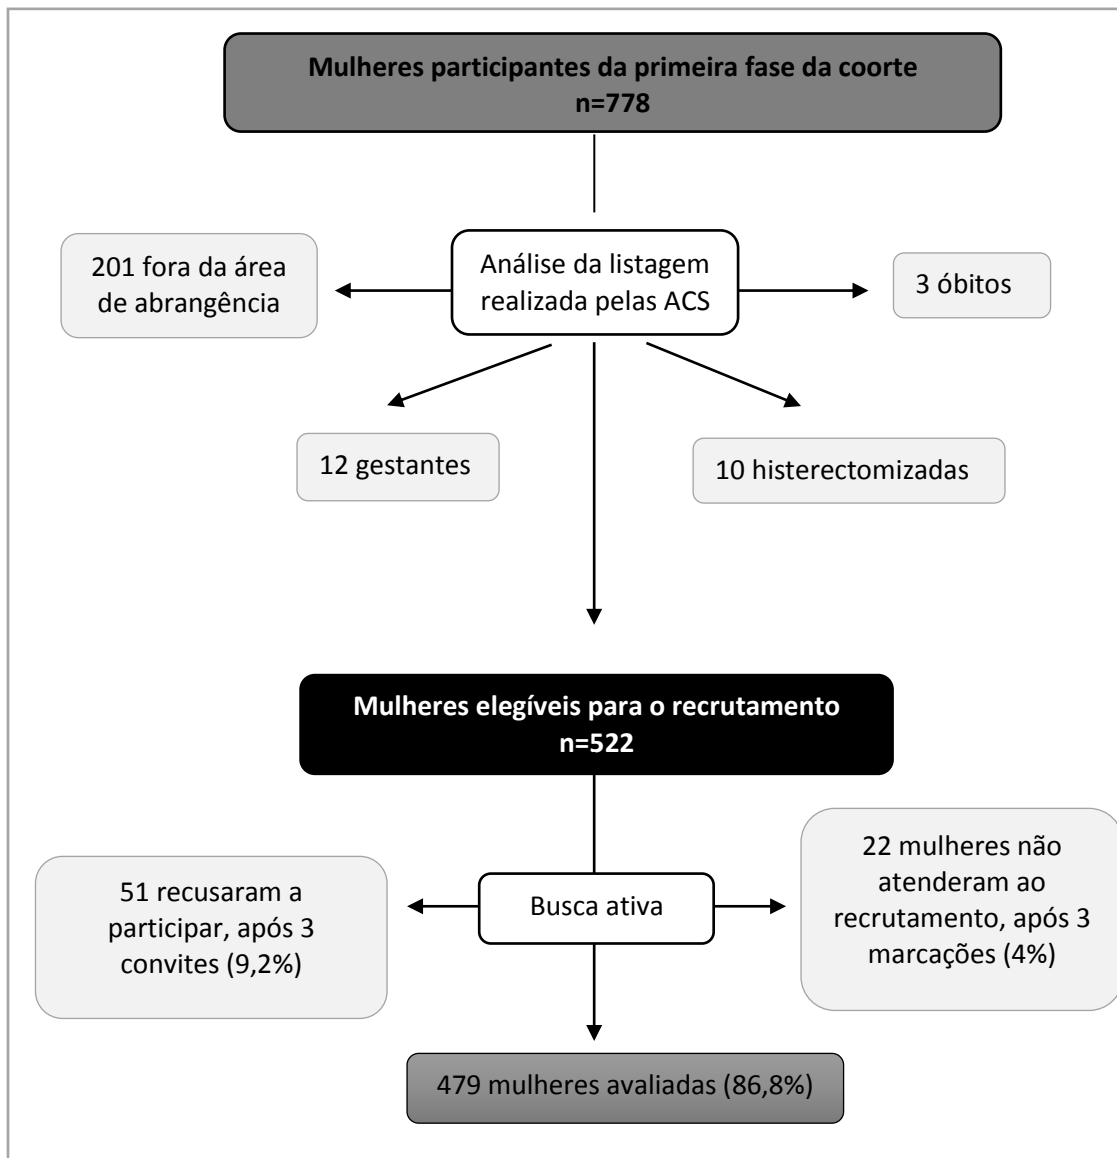 Mulheres participantes da primeira fase da coorte
n=778
201 fora da área
de abrangência
Análise da listagem
realizada pelas ACS
3 óbitos
12 gestantes
10 histerectomizadas
Mulheres elegíveis para o recrutamento
n=522
51 recusaram a
participar, após 3
convites (9,2%)
Busca ativa
22 mulheres não
atenderam ao
recrutamento, após 3
marcações (4%)
479 mulheres avaliadas (86,8%)